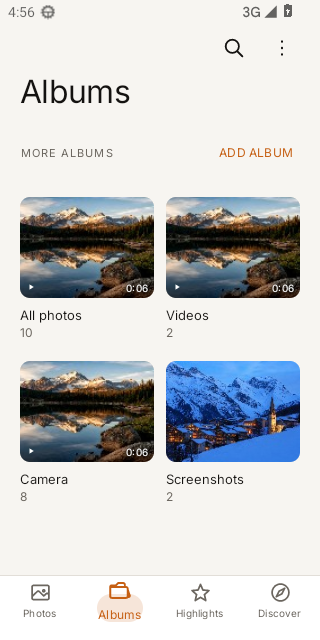 4:56
3G
Albums
MORE ALBUMS
ADD ALBUM
0:06
0:06
All photos
Videos
10
2
0:06
Camera
Screenshots
8
2
Photos
Albums
Highlights
Discover